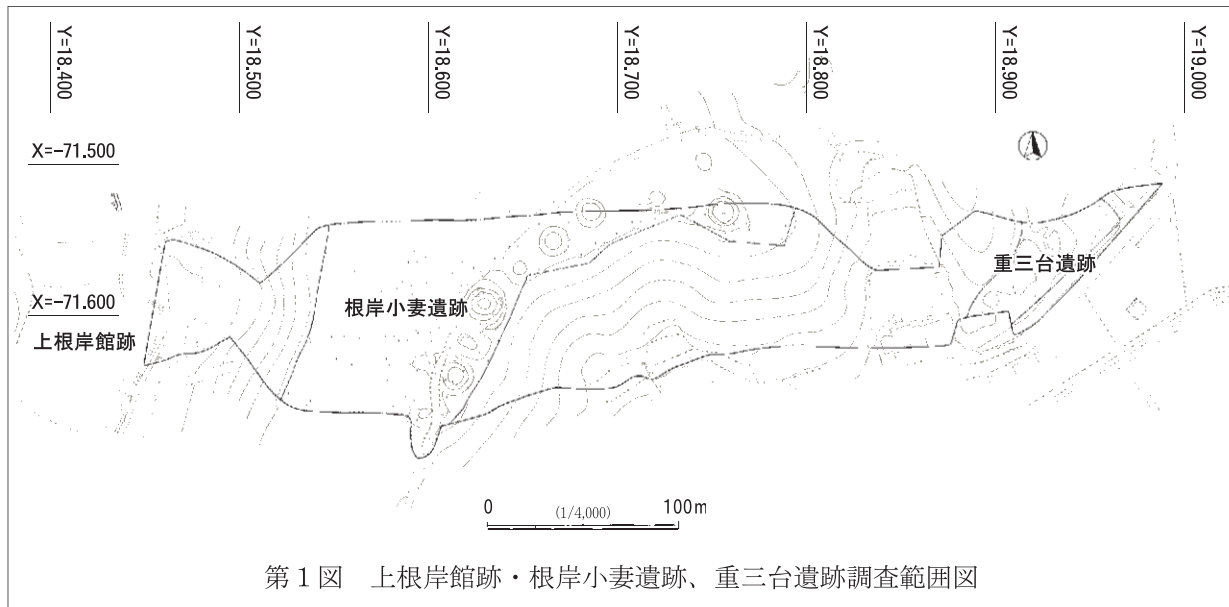 Y=18.400
Y=18.500
Y=18.600
Y=18.700
Y=18.800
Y=18.900
Y=19.000
X=-71.500
重三台遺跡
根岸小妻遺跡
X=-71.600
上根岸館跡
0 100m
(1/4,000)
第1図 上根岸館跡・根岸小妻遺跡、重三台遺跡調査範囲図